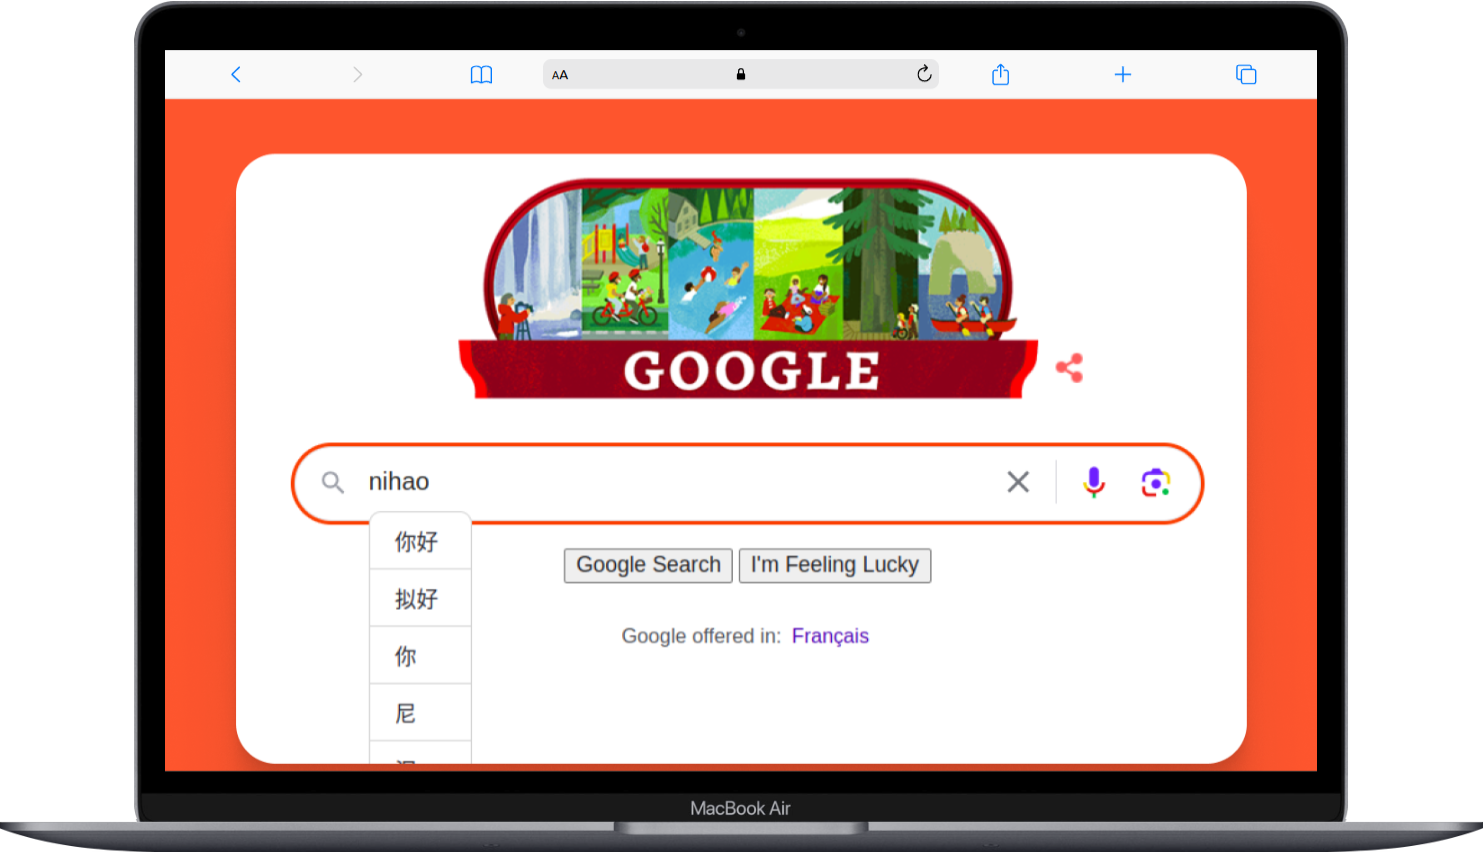 AA
GOOGLE
nihao
你好
拟好
你
尼
Google Search
I'm Feeling Lucky
Google offered in: Français
MacBook Air